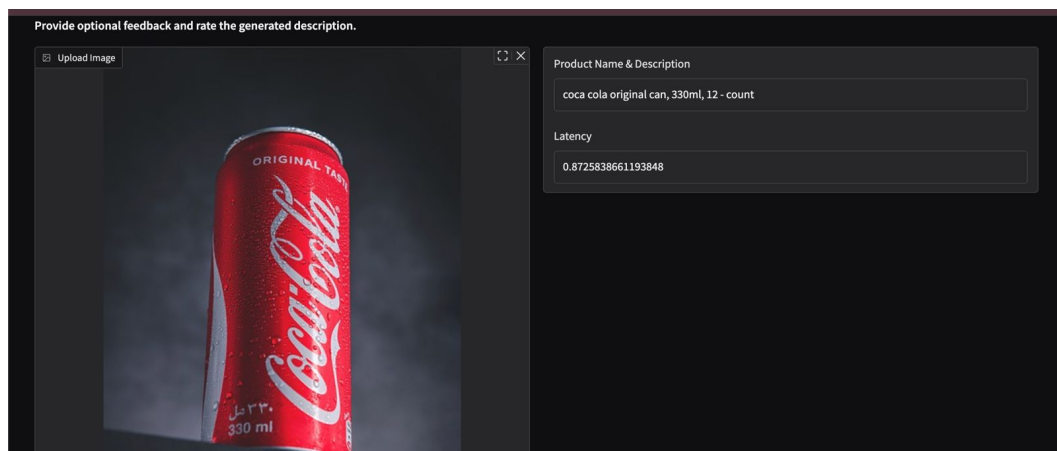 Provide optional feedback and rate the generated description.
Upload Image
ORIGINAL TASTE
Coca-Cola
٣٣٠ مل
330 ml
Product Name & Description
coca cola original can, 330ml, 12 - count
Latency
0.8725838661193848